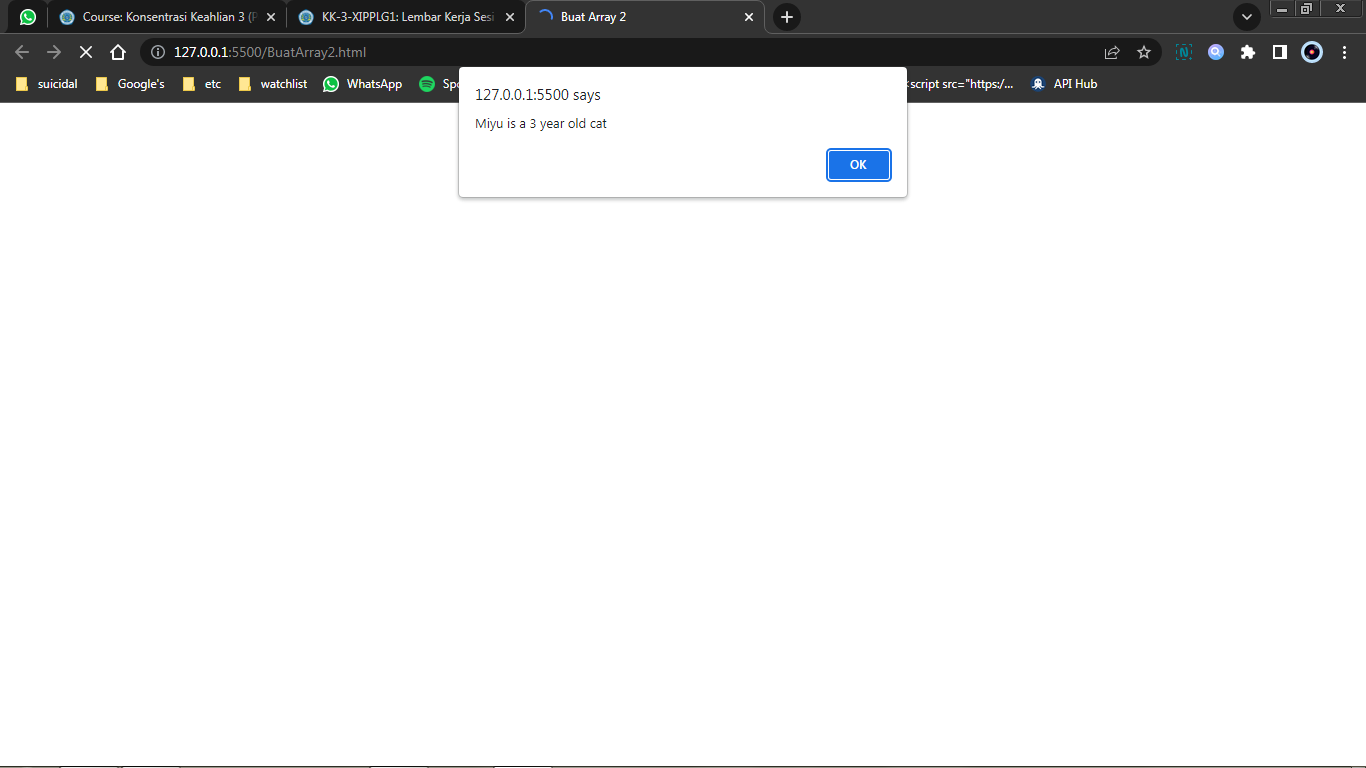 Course: Konsentrasi Keahlian 3 (P
KK-3-XIPPLG1: Lembar Kerja Sesi
Buat Array 2
127.0.0.1:5500/BuatArray2.html
suicidal
Google's
etc
watchlist
WhatsApp
Spo
<script src="https:/...
API Hub
127.0.0.1:5500 says
Miyu is a 3 year old cat
OK